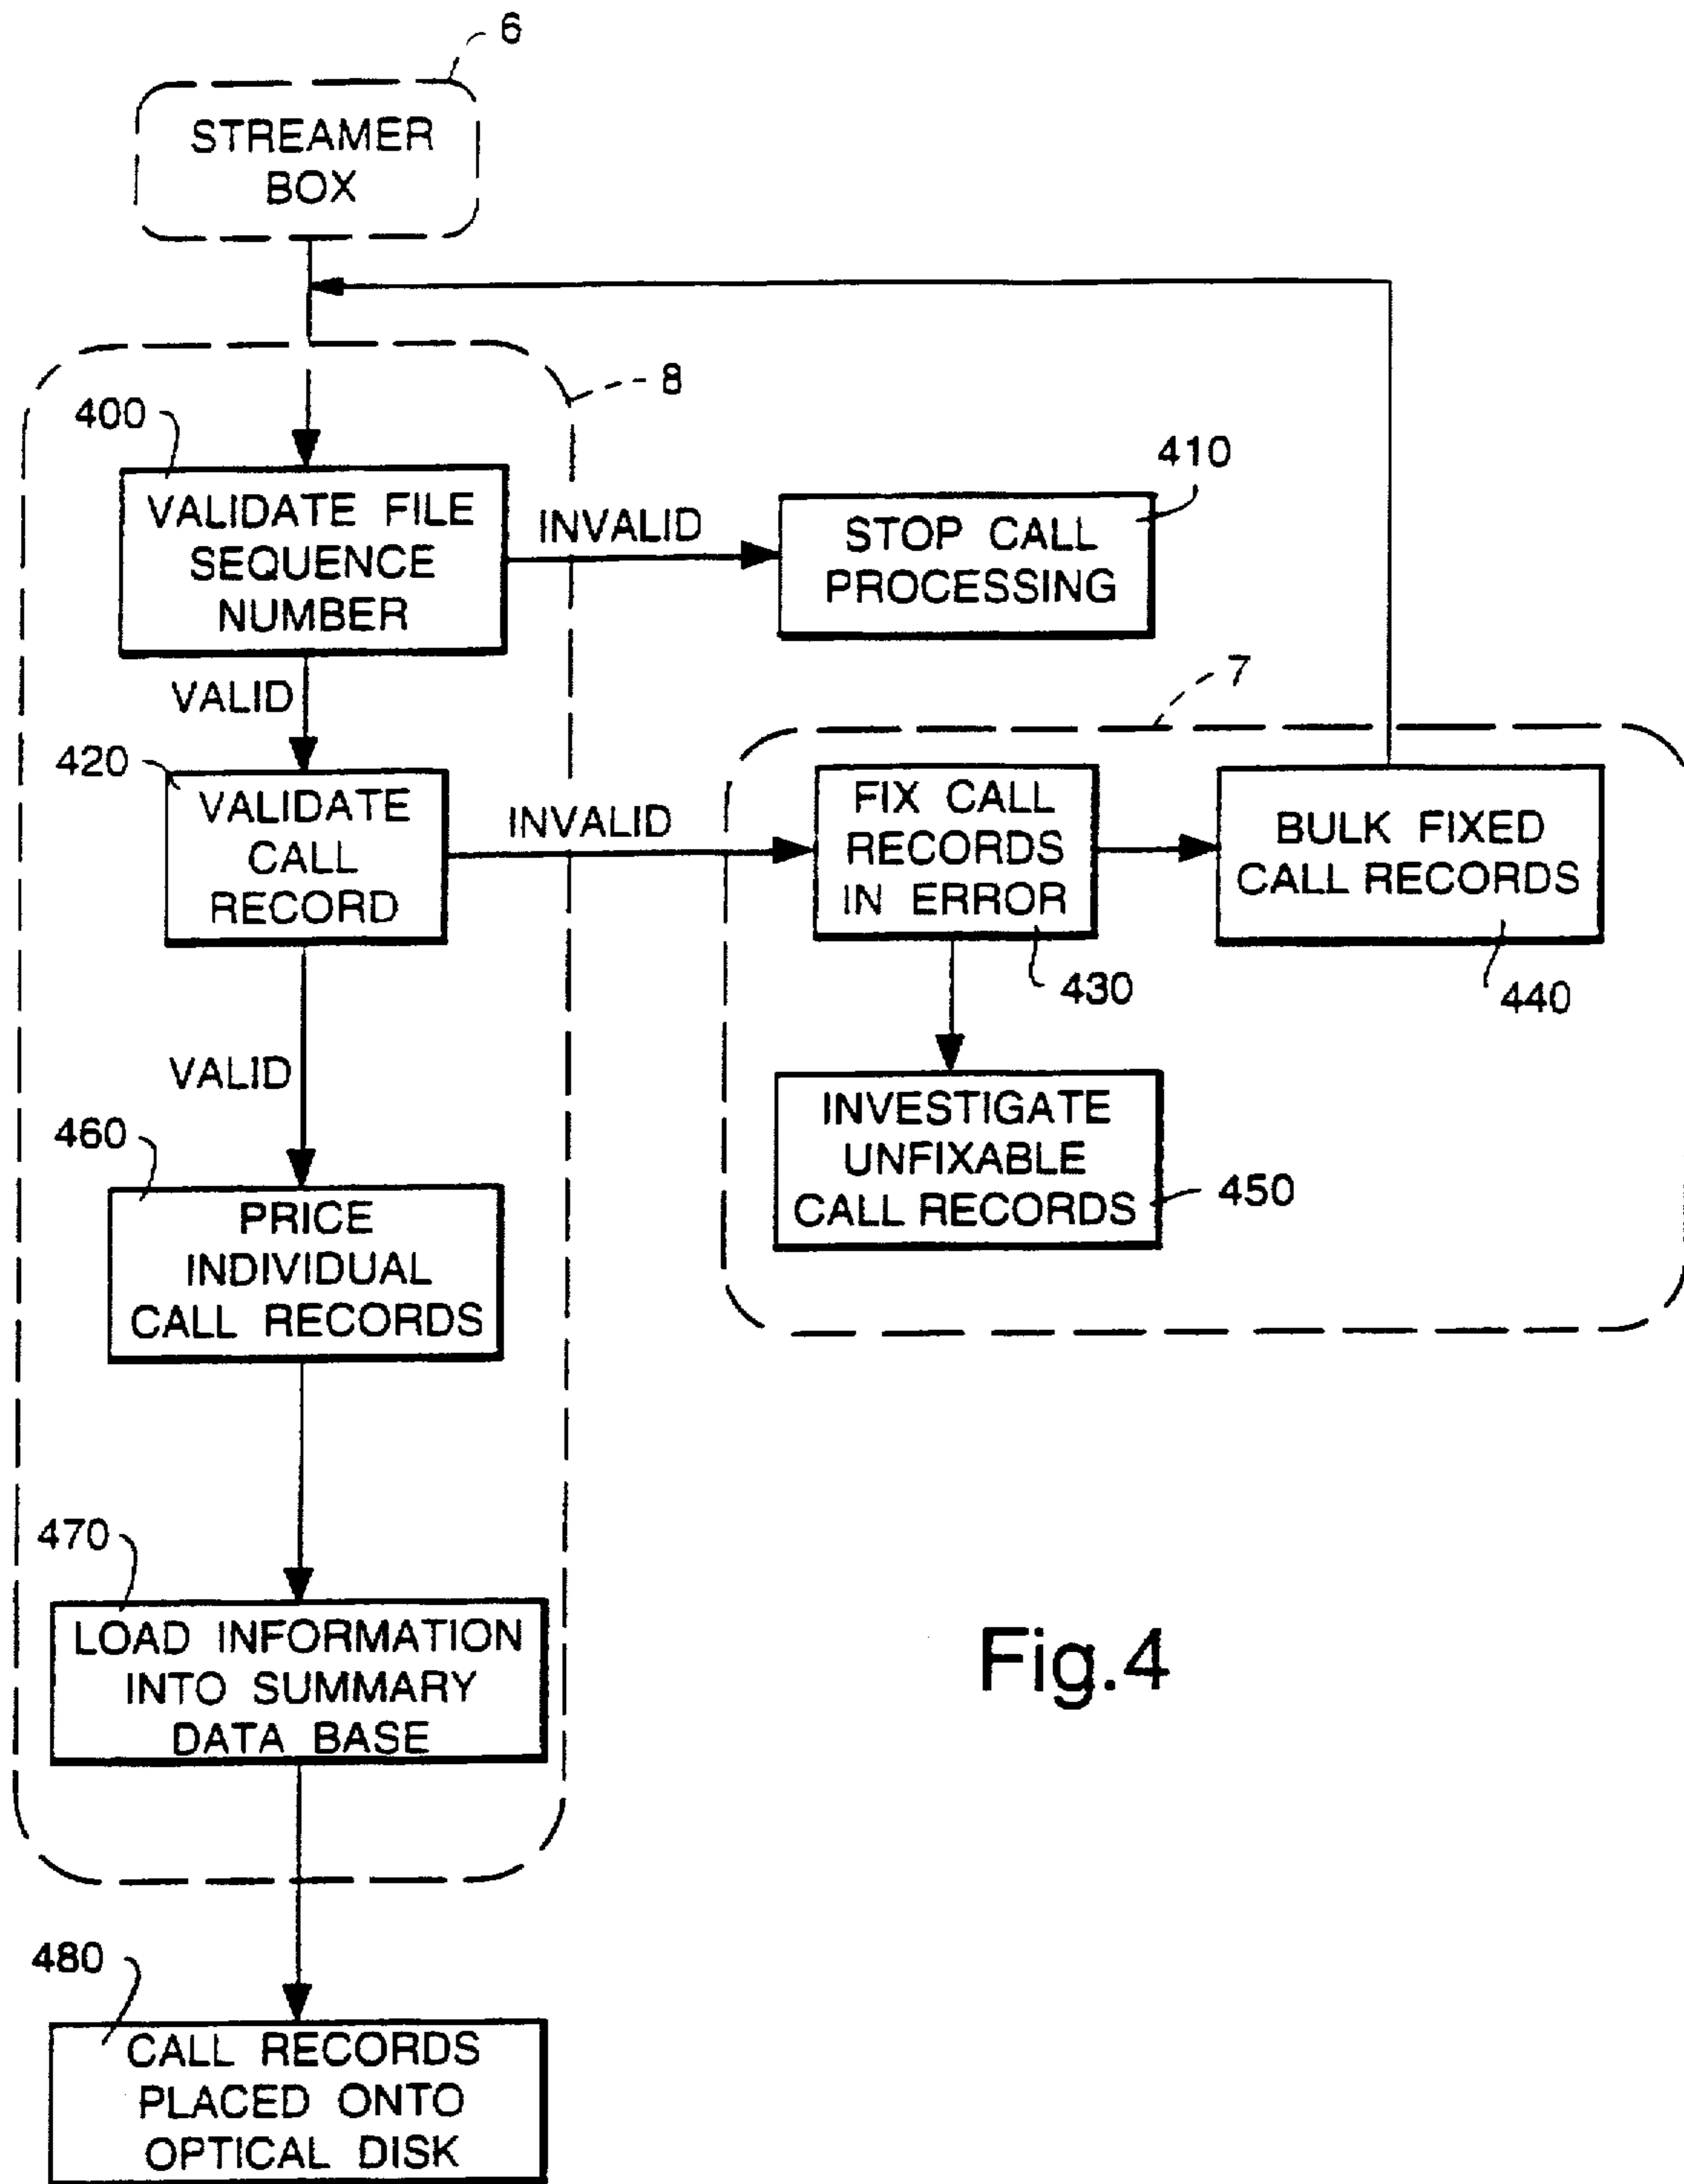 6
STREAMER
BOX
8
400
VALIDATE FILE
SEQUENCE
NUMBER
INVALID
410
STOP CALL
PROCESSING
VALID
7
420
VALIDATE
CALL
RECORD
INVALID
FIX CALL
RECORDS
IN ERROR
430
BULK FIXED
CALL RECORDS
440
VALID
INVESTIGATE
UNFIXABLE
CALL RECORDS
450
460
PRICE
INDIVIDUAL
CALL RECORDS
470
LOAD INFORMATION
INTO SUMMARY
DATA BASE
Fig.4
480
CALL RECORDS
PLACED ONTO
OPTICAL DISK